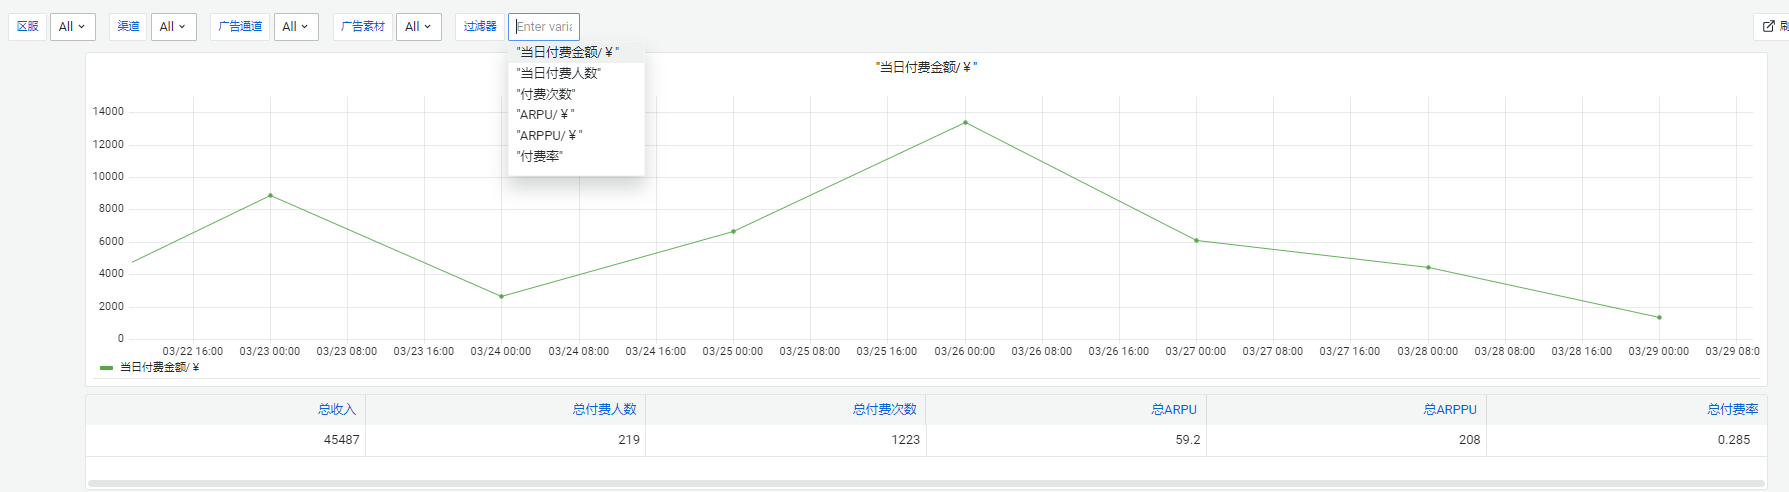 区服 All 渠道 All 广告通道 All 广告素材 All 过滤器 Enter varia
"当日付费金额/¥"
"当日付费人数"
"付费次数"
"ARPU/¥"
"ARPPU/¥"
"付费率"
"当日付费金额/¥"
14000
12000
10000
8000
6000
4000
2000
0
03/22 16:00 03/23 00:00 03/23 08:00 03/23 16:00 03/24 00:00 03/24 08:00 03/24 16:00 03/25 00:00 03/25 08:00 03/25 16:00 03/26 00:00 03/26 08:00 03/26 16:00 03/27 00:00 03/27 08:00 03/27 16:00 03/28 00:00 03/28 08:00 03/28 16:00 03/29 00:00 03/29 08:0
当日付费金额/¥
总收入 总付费人数 总付费次数 总ARPU 总ARPPU 总付费率
45487 219 1223 59.2 208 0.285